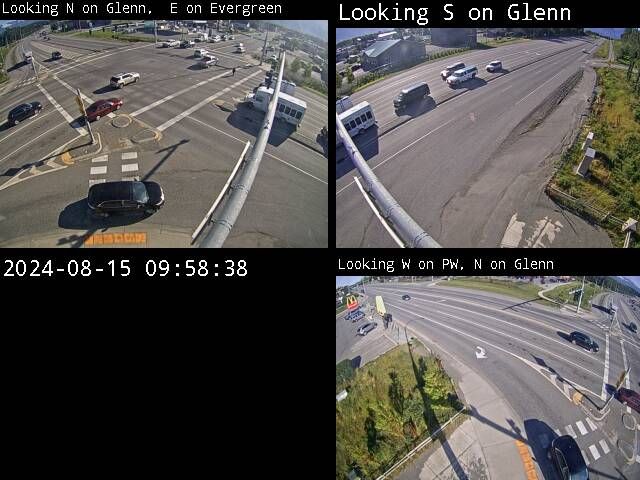 Looking N on Glenn, E on Evergreen
Looking S on Glenn
2024-08-15 09:58:38
Looking W on PW, N on Glenn